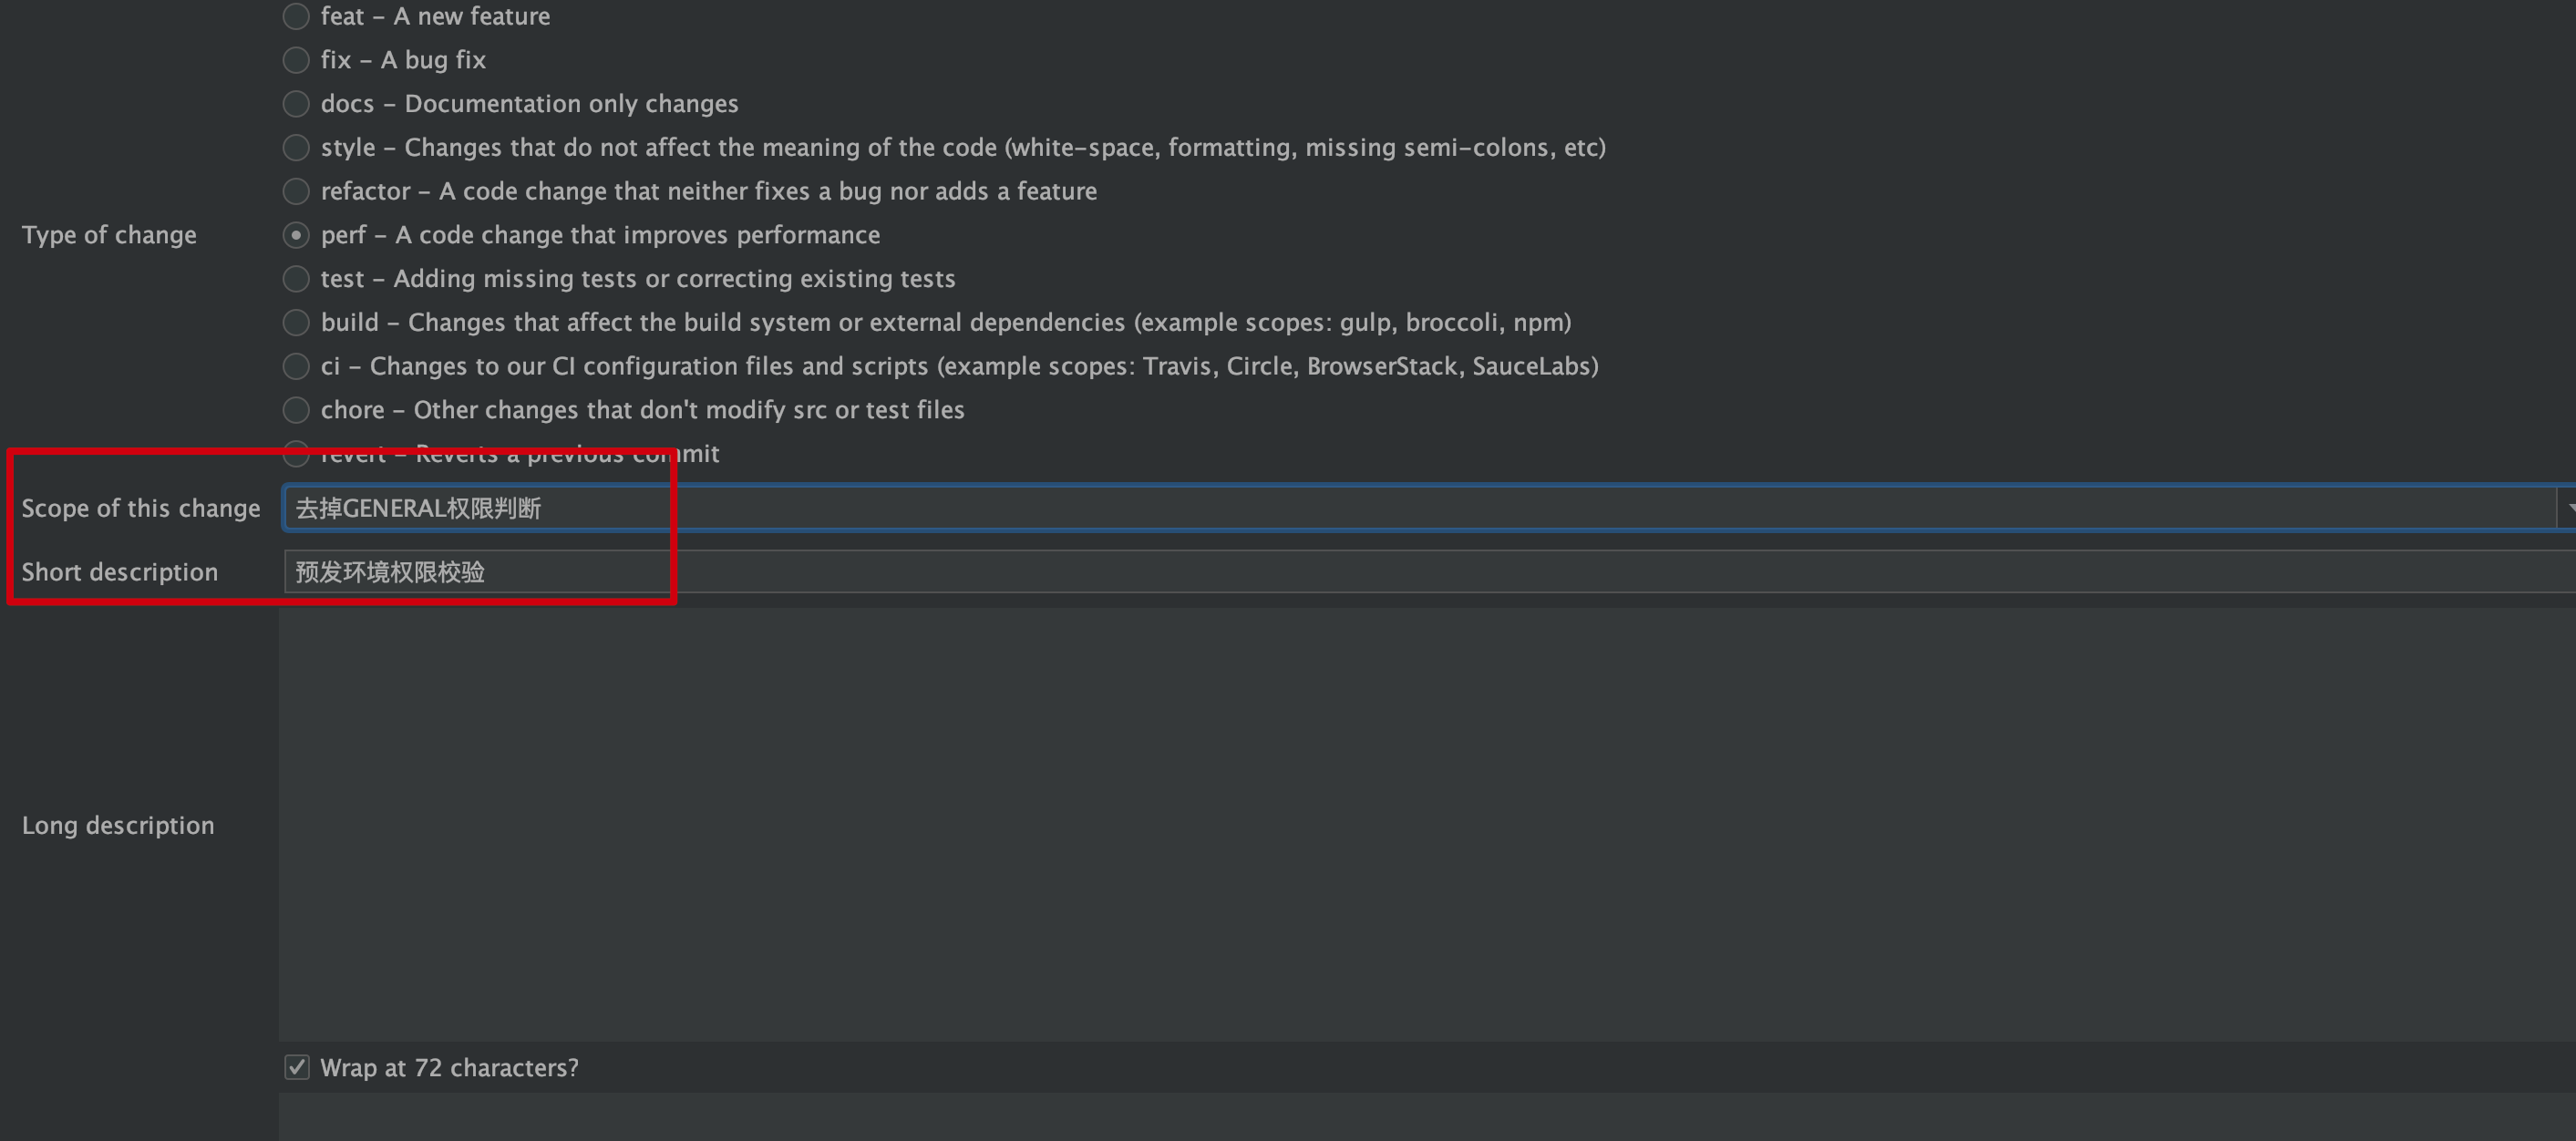 feat – A new feature
fix – A bug fix
docs – Documentation only changes
style – Changes that do not affect the meaning of the code (white-space, formatting, missing semi-colons, etc)
refactor – A code change that neither fixes a bug nor adds a feature
Type of change
perf – A code change that improves performance
test – Adding missing tests or correcting existing tests
build – Changes that affect the build system or external dependencies (example scopes: gulp, broccoli, npm)
ci – Changes to our CI configuration files and scripts (example scopes: Travis, Circle, BrowserStack, SauceLabs)
chore – Other changes that don't modify src or test files
revert – Reverts a previous commit
Scope of this change
去掉GENERAL权限判断
Short description
预发环境权限校验
Long description
Wrap at 72 characters?